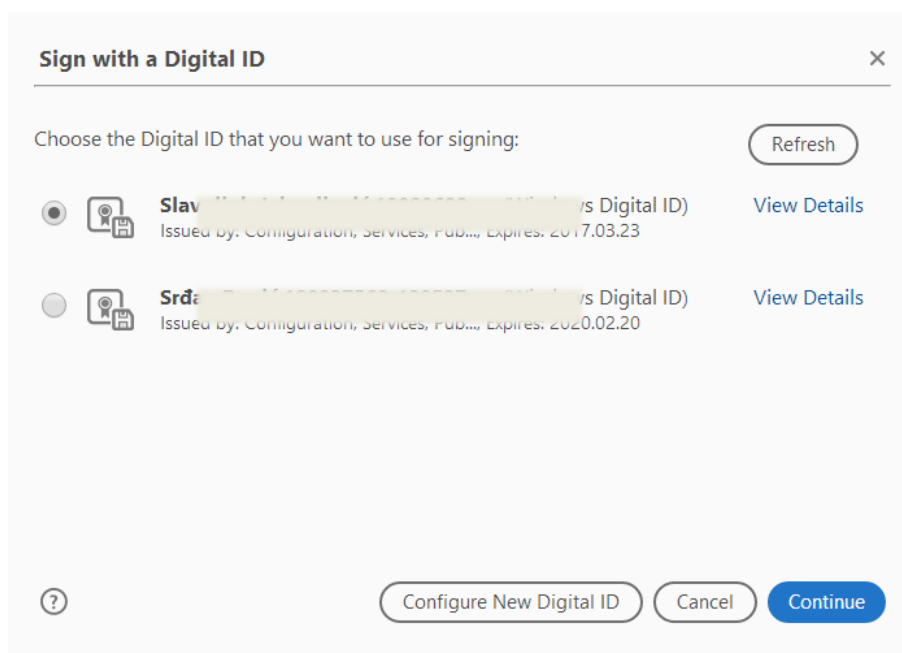 Sign with a Digital ID
Choose the Digital ID that you want to use for signing:
Refresh
Slav /s Digital ID)
View Details
Issued by: Configuration, Services, Pub..., Expires: 2017.03.23
Srđa /s Digital ID)
View Details
Issued by: Configuration, Services, Pub..., Expires: 2020.02.20
Configure New Digital ID
Cancel
Continue